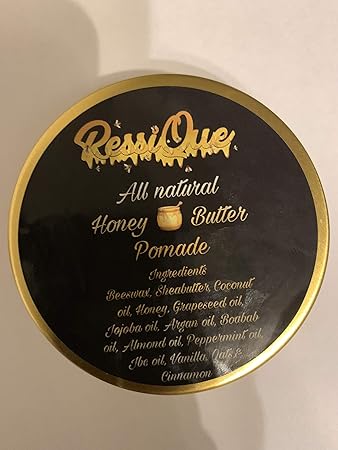 RessiQue
All natural
Honey Butter
Pomade
Ingredients
Beeswax, Sheabutter, Coconut
oil, Honey, Grapeseed oil,
Jojoba oil, Argan oil, Boabab
oil, Almond oil, Peppermint oil,
Jbc oil, Vanilla, Oats &
Cinnamon